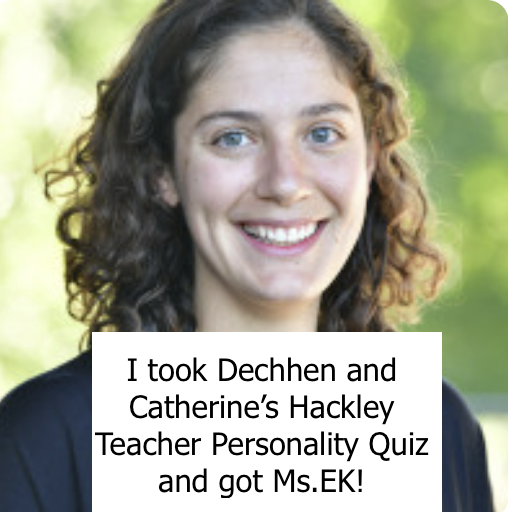 I took Dechhen and
Catherine’s Hackley
Teacher Personality Quiz
and got Ms.EK!